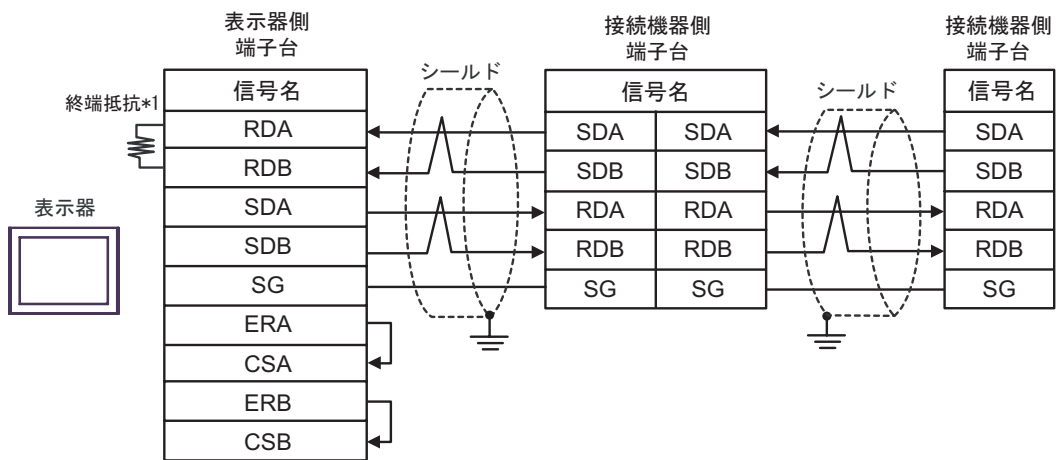 表示器側
端子台
接続機器側
端子台
接続機器側
端子台
シールド
シールド
終端抵抗*1
表示器
信号名
RDA
RDB
SDA
SDB
SG
ERA
CSA
ERB
CSB
信号名
SDA SDA
SDB SDB
RDA RDA
RDB RDB
SG SG
信号名
SDA
SDB
RDA
RDB
SG